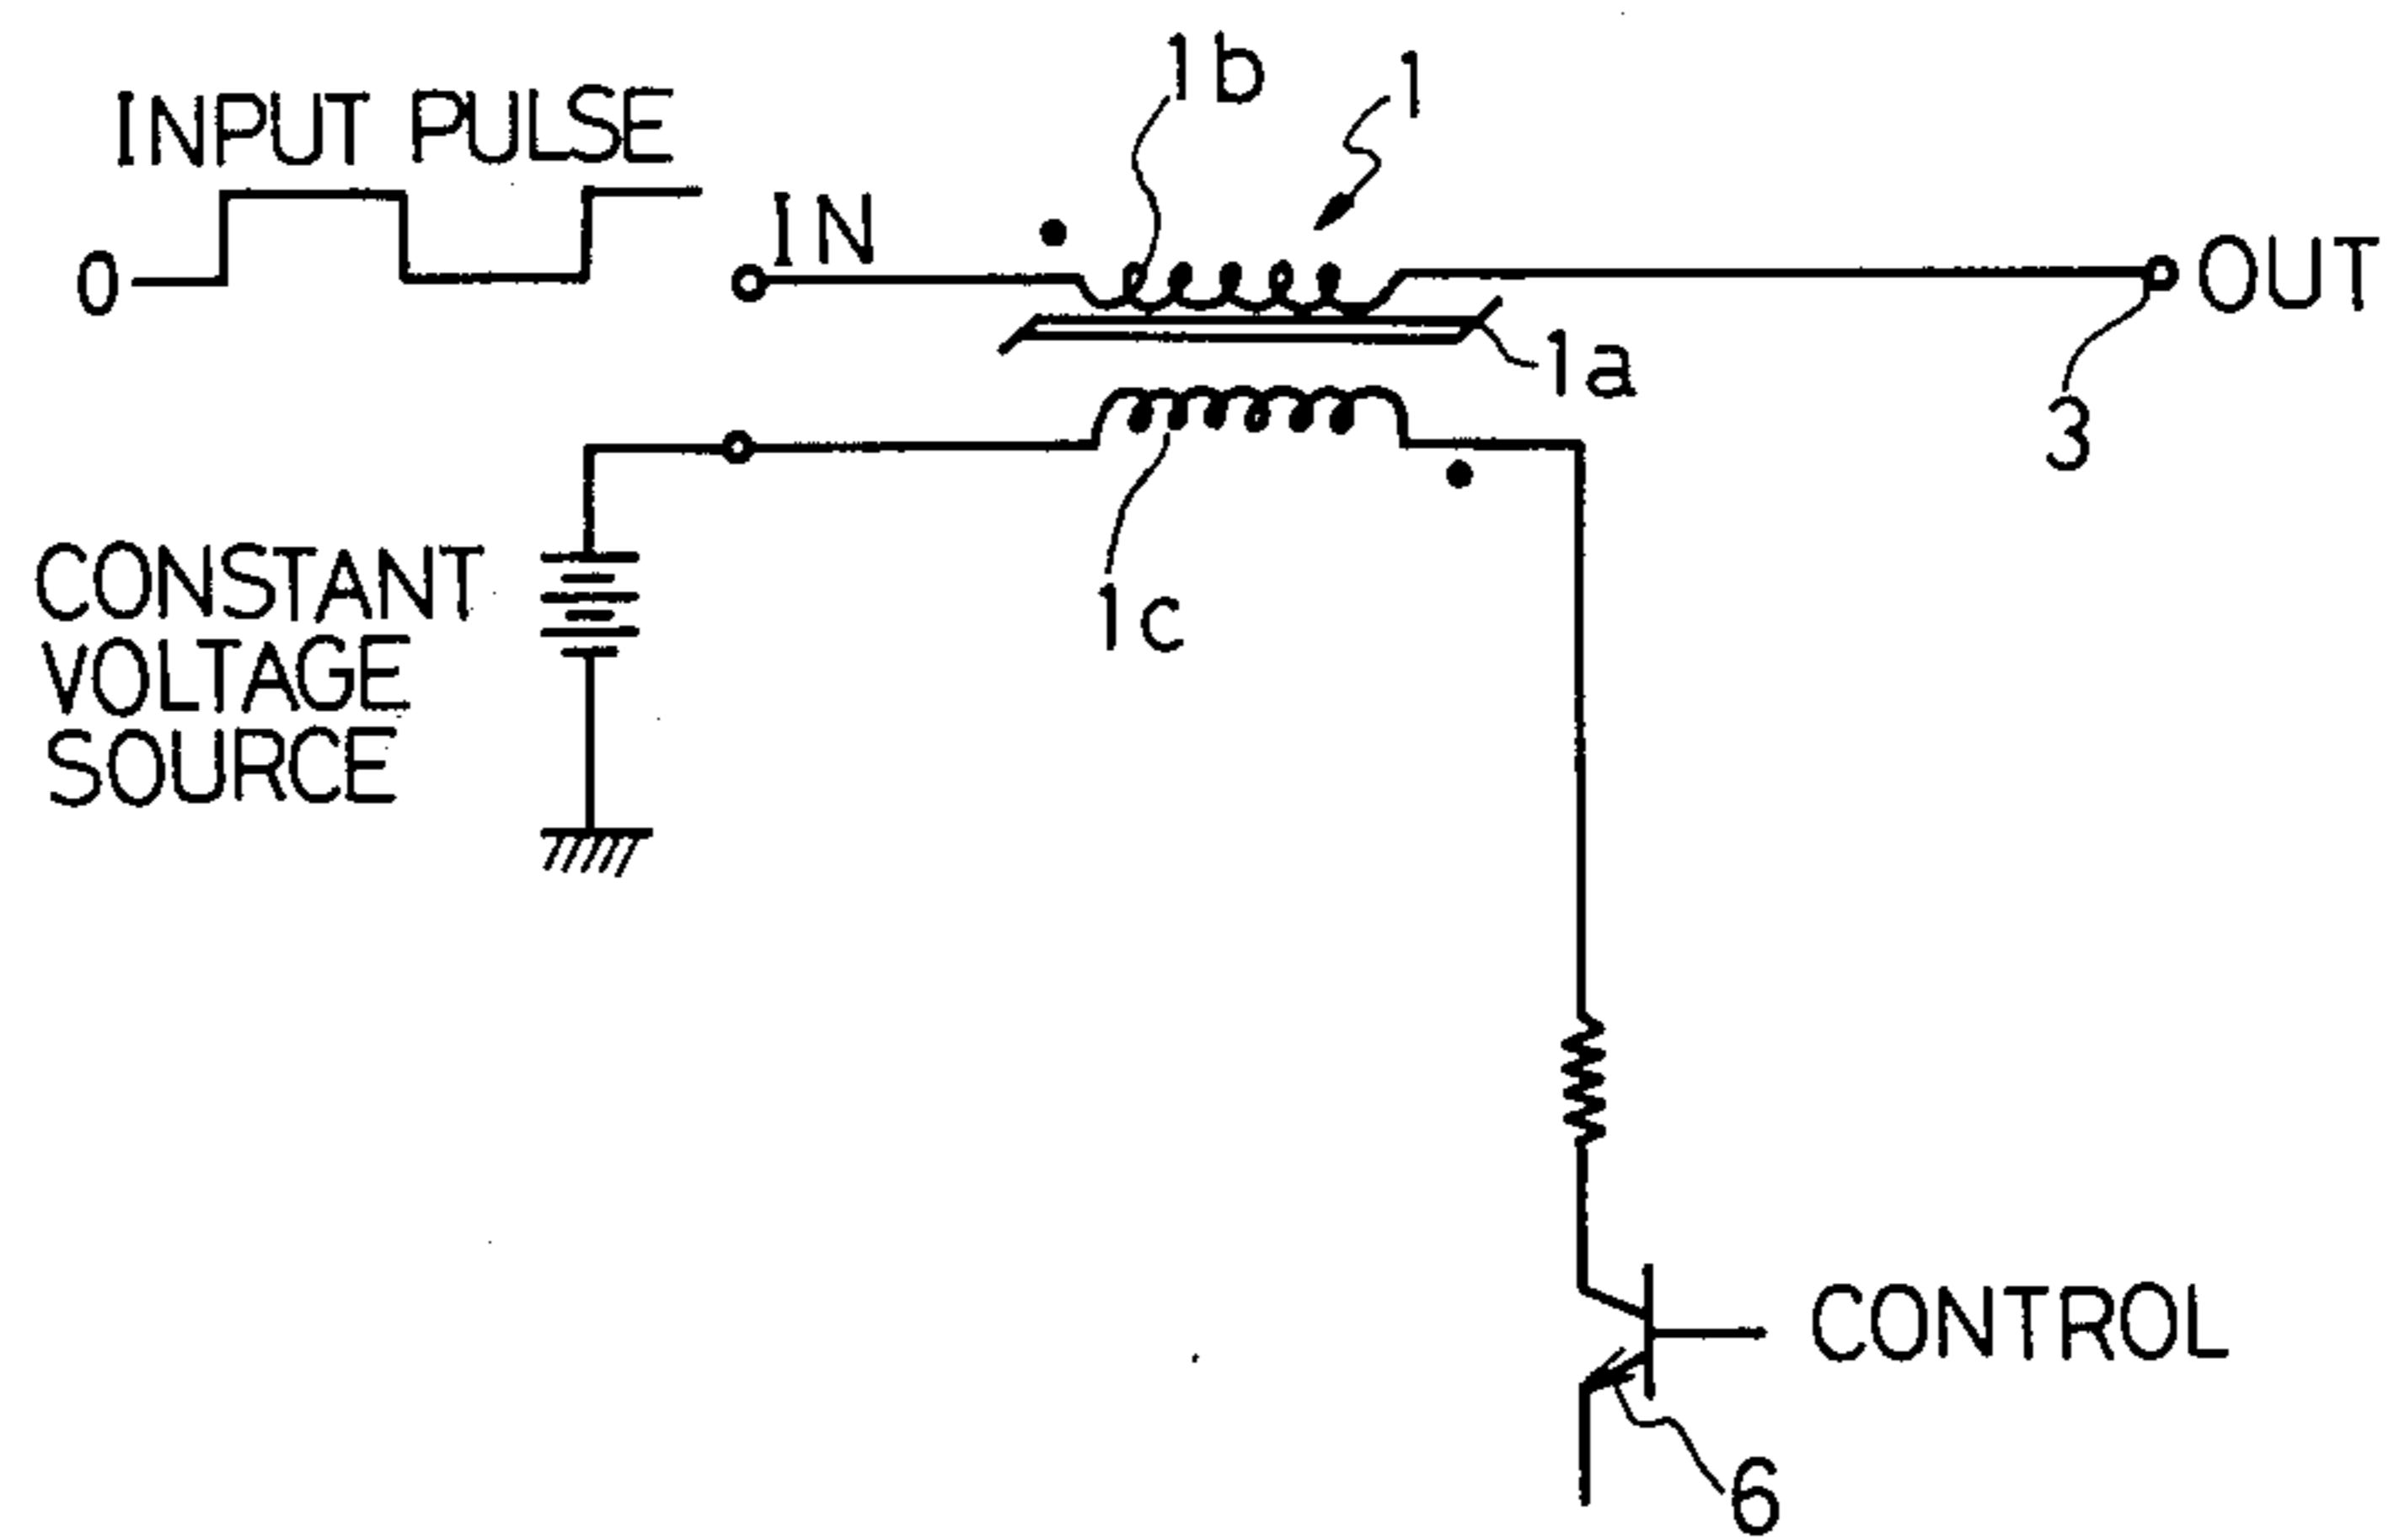 1b
1
INPUT PULSE
IN
0
OUT
1a
3
CONSTANT
VOLTAGE
SOURCE
1c
CONTROL
6